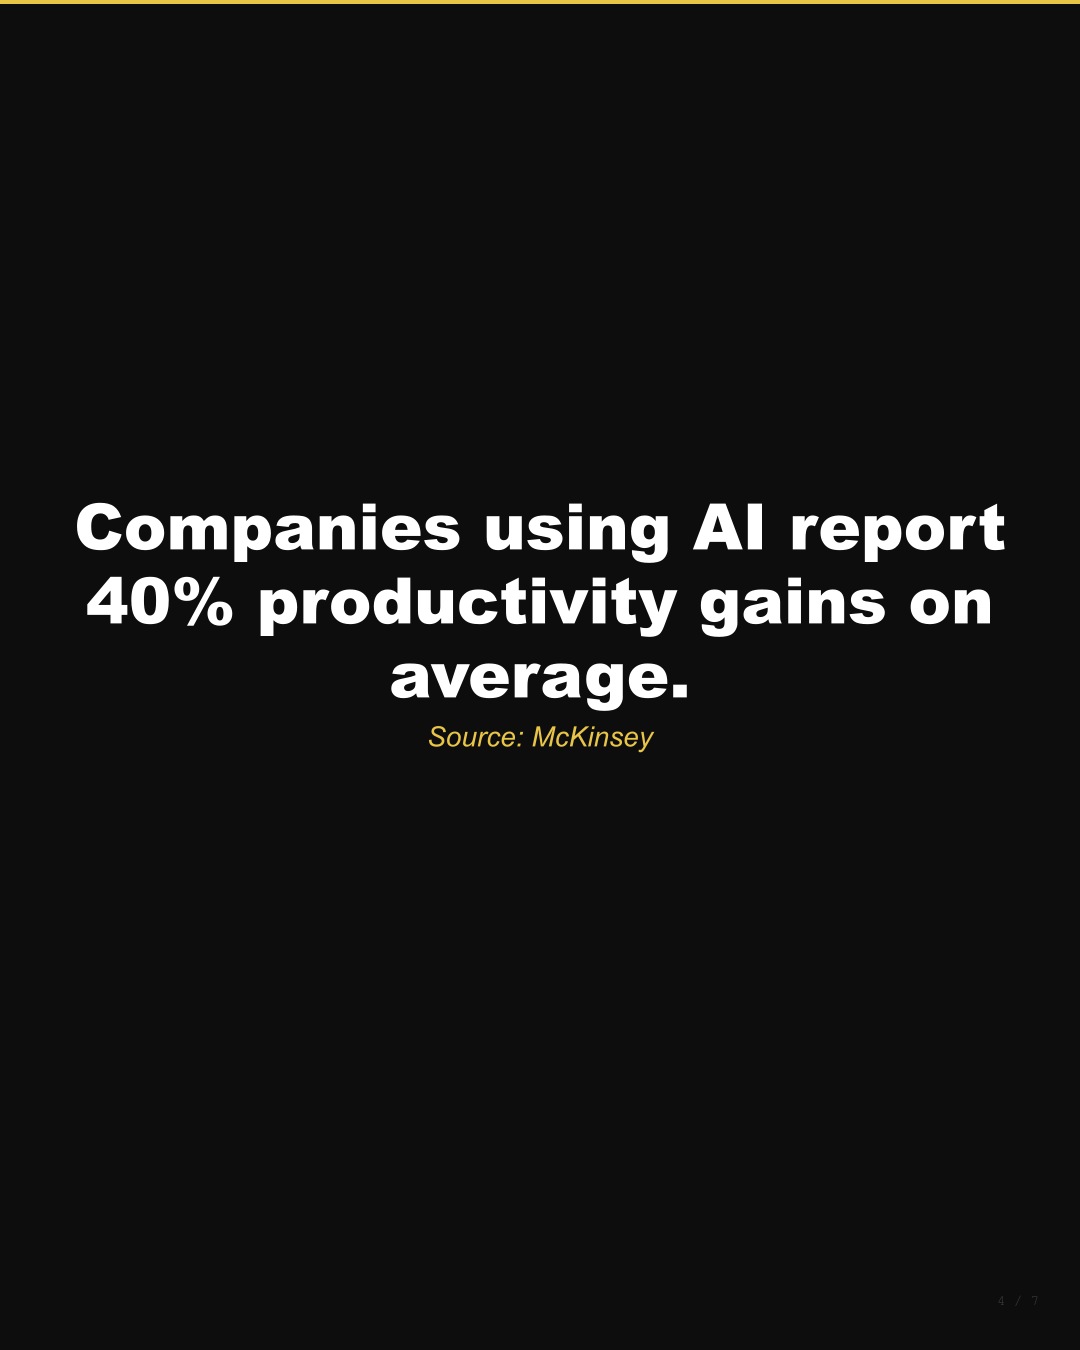 Companies using AI report
40% productivity gains on
average.
Source: McKinsey
4 / 7